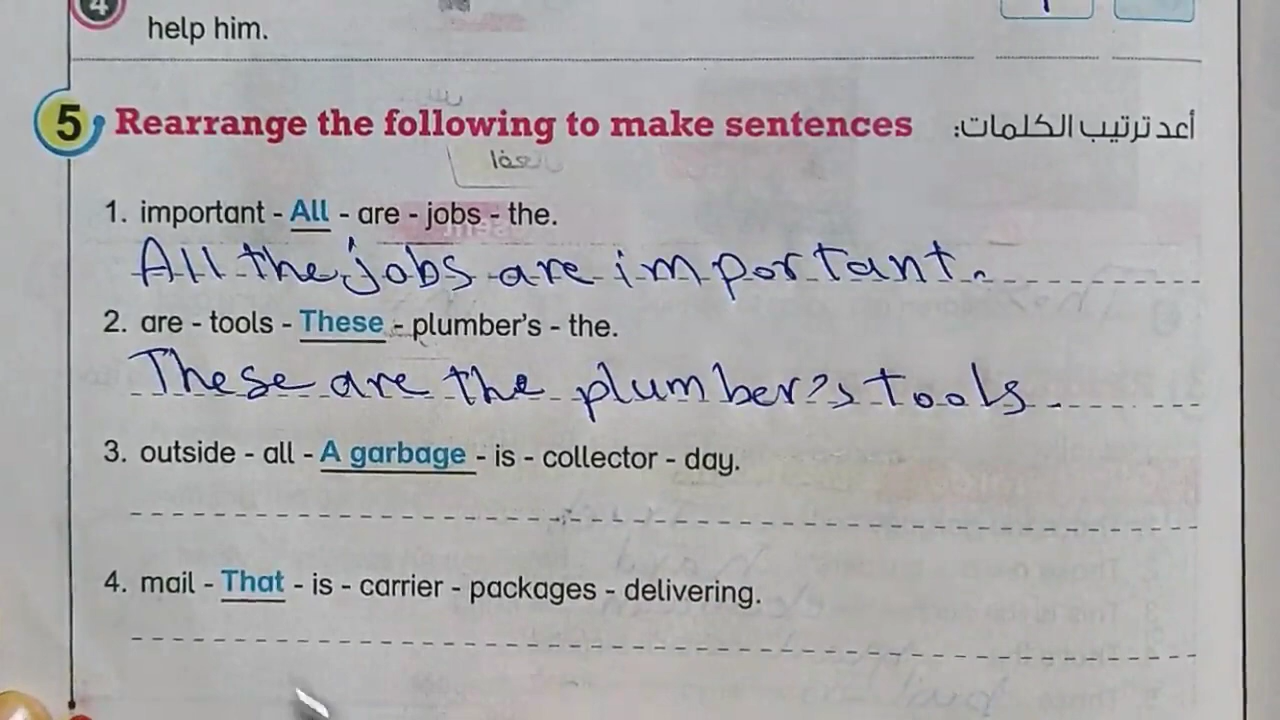 4
help him.
5 Rearrange the following to make sentences أعد ترتيب الكلمات:
1. important - All - are - jobs - the.
All the jobs are important.
2. are - tools - These - plumber's - the.
These are the plumber's tools.
3. outside - all - A garbage - is - collector - day.
4. mail - That - is - carrier - packages - delivering.